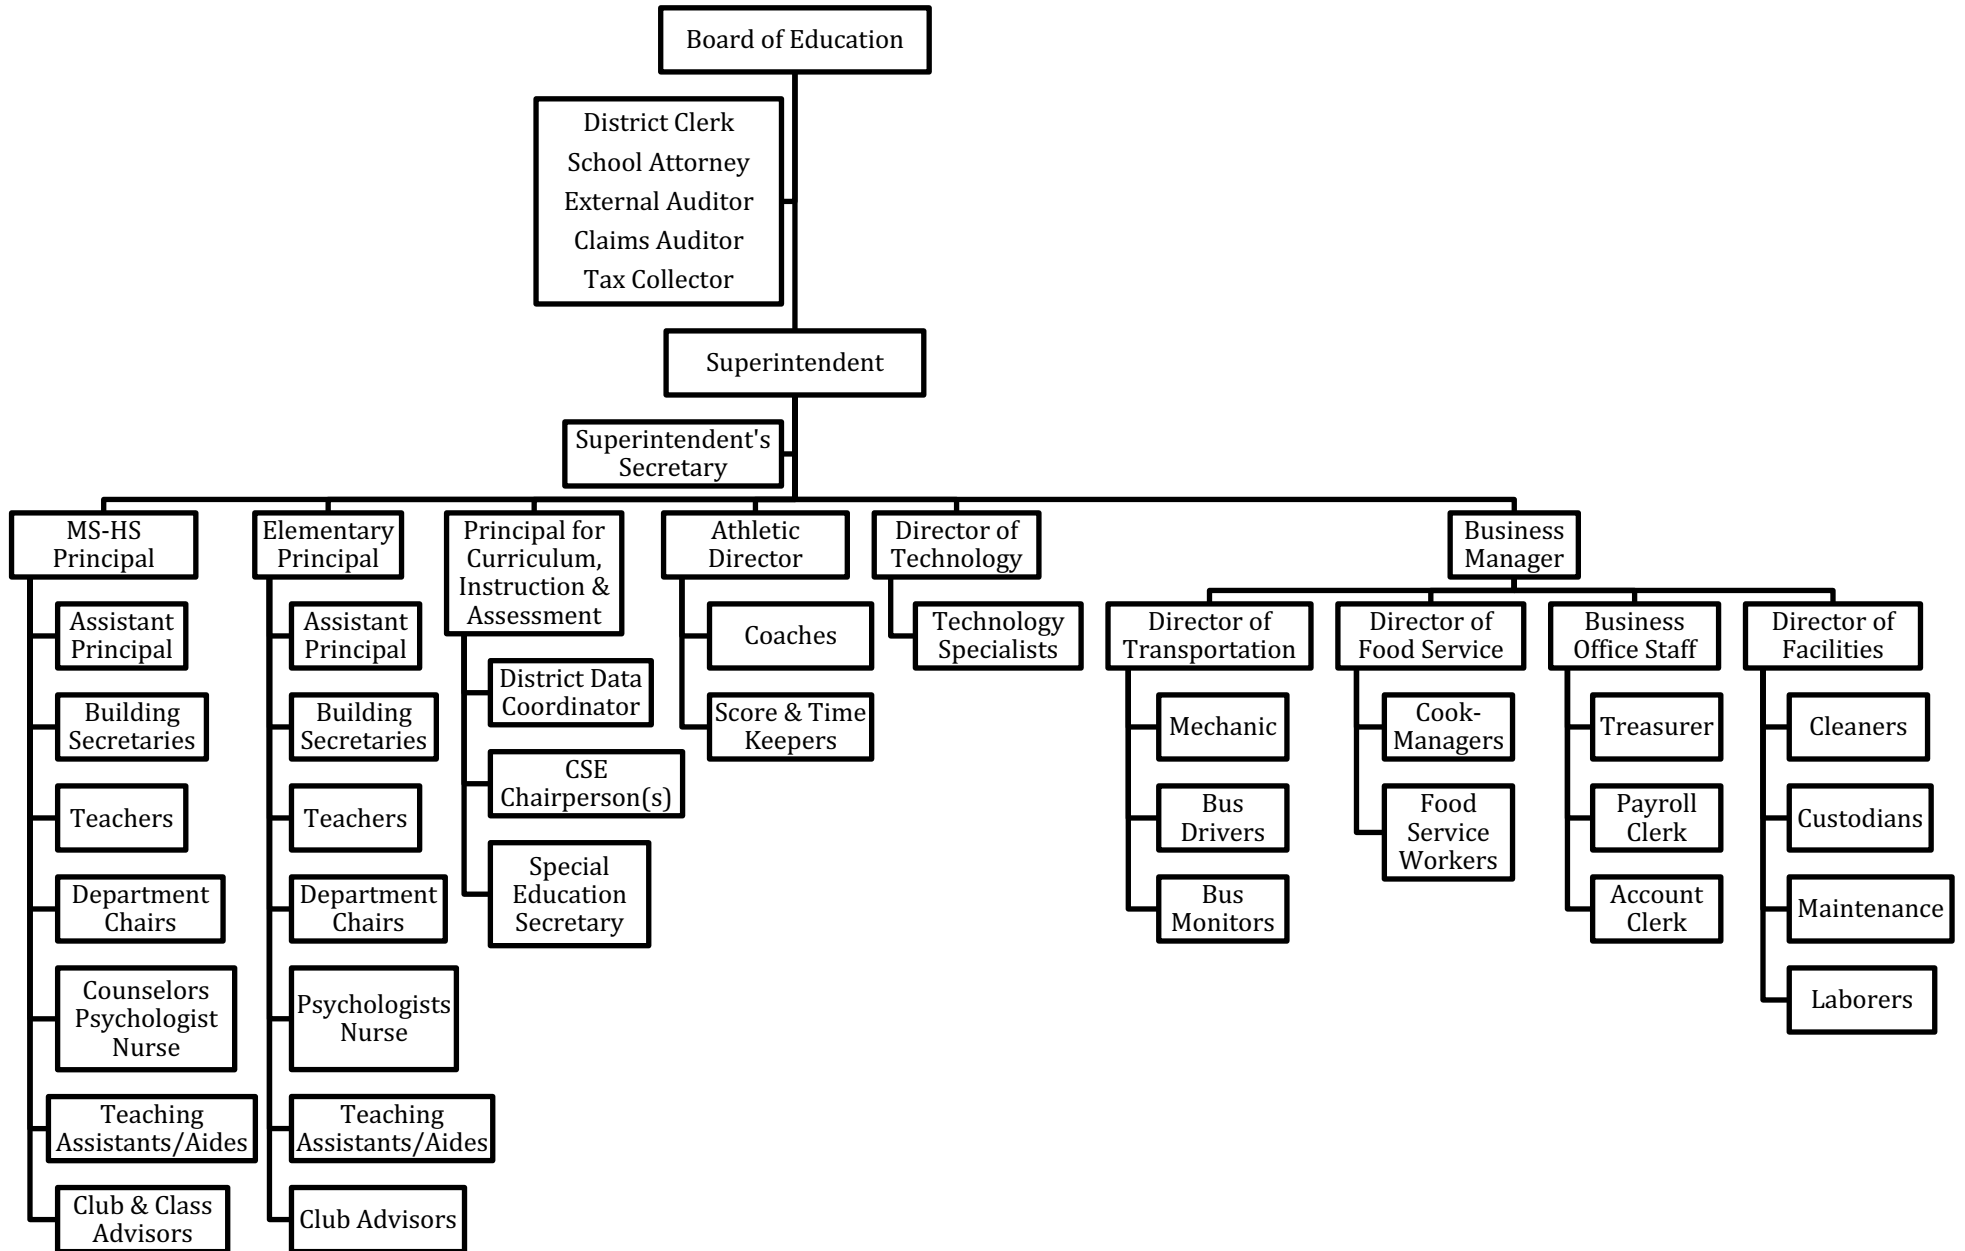 Board of Education
District Clerk
School Attorney
External Auditor
Claims Auditor
Tax Collector
Superintendent
Superintendent's
Secretary
MS-HS
Principal
Assistant
Principal
Building
Secretaries
Teachers
Department
Chairs
Counselors
Psychologist
Nurse
Teaching
Assistants/Aides
Club & Class
Advisors
Elementary
Principal
Assistant
Principal
Building
Secretaries
Teachers
Department
Chairs
Psychologists
Nurse
Teaching
Assistants/Aides
Club Advisors
Principal for
Curriculum,
Instruction &
Assessment
District Data
Coordinator
CSE
Chairperson(s)
Special
Education
Secretary
Athletic
Director
Coaches
Score & Time
Keepers
Director of
Technology
Technology
Specialists
Business
Manager
Director of
Transportation
Mechanic
Bus
Drivers
Bus
Monitors
Director of
Food Service
Cook-
Managers
Food
Service
Workers
Business
Office Staff
Treasurer
Payroll
Clerk
Account
Clerk
Director of
Facilities
Cleaners
Custodians
Maintenance
Laborers